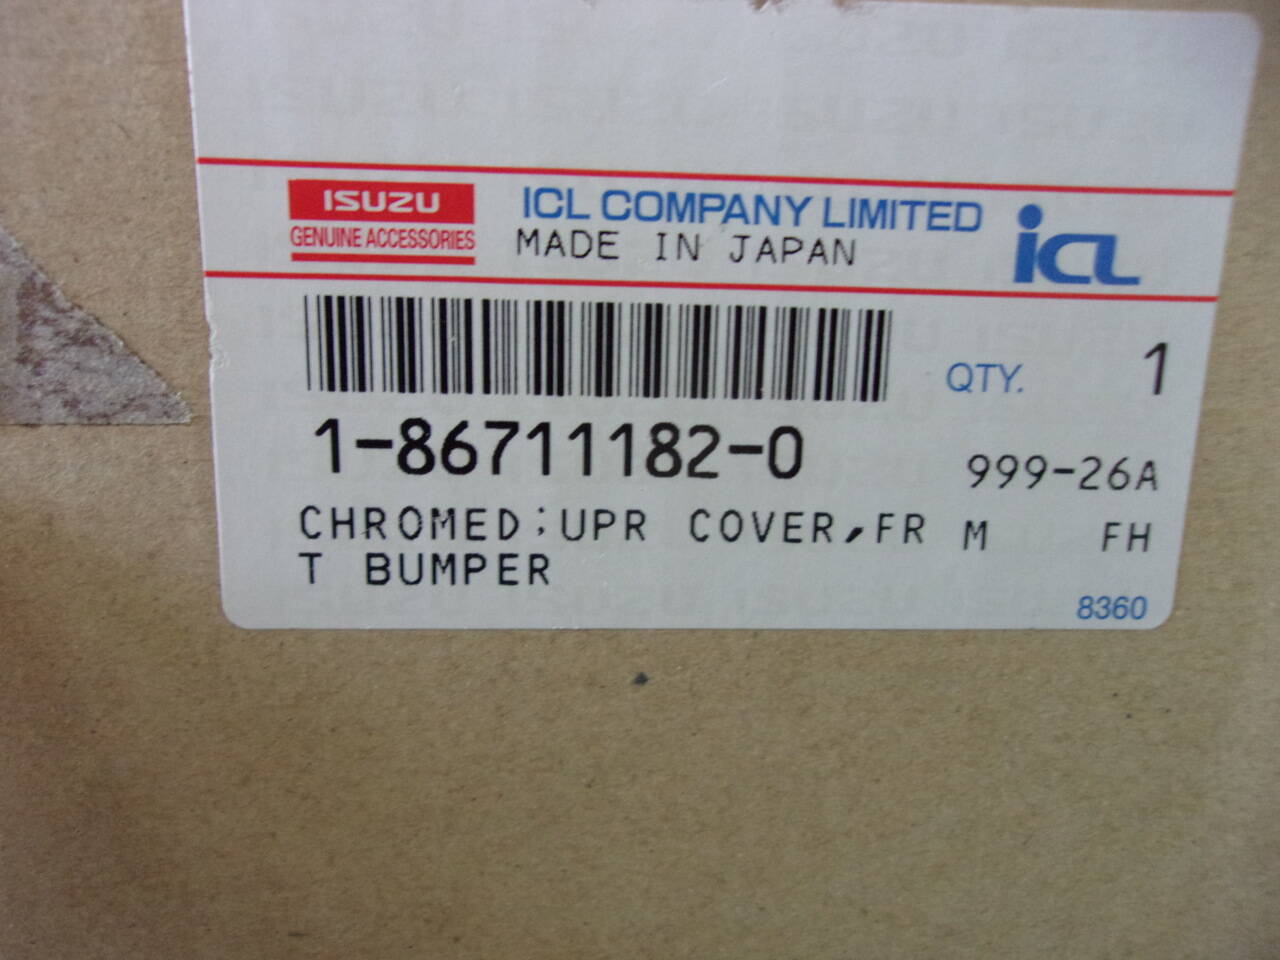 ISUZU
GENUINE ACCESSORIES
ICL COMPANY LIMITED
MADE IN JAPAN
icL
QTY. 1
1-86711182-0
999-26A
CHROMED;UPR COVER,FR M FH
T BUMPER
8360